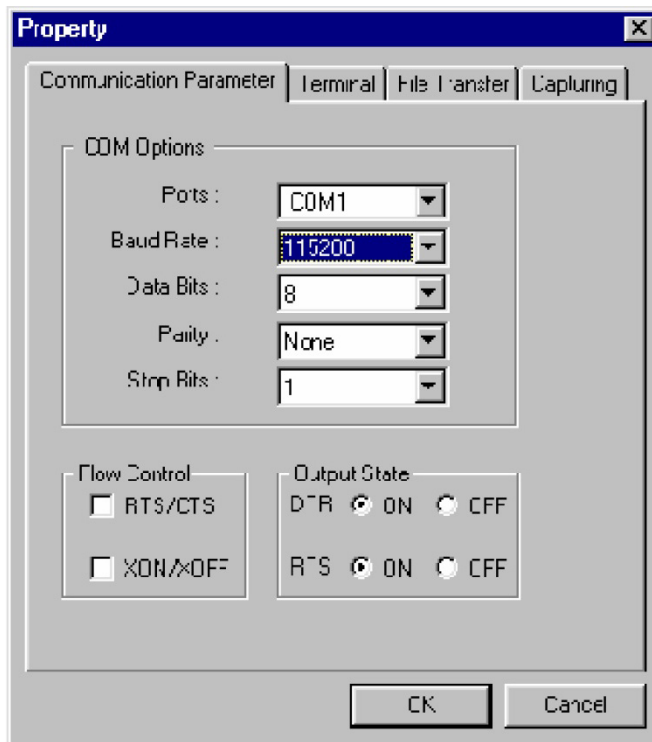 Property
Communication Parameter Terminal File Transfer Capturing
COM Options
Ports : COM1
Baud Rate : 115200
Data Bits : 8
Parity : None
Stop Bits : 1
Flow Control Output State
RTS/CTS DTR ON OFF
XON/XOFF RTS ON OFF
OK Cancel